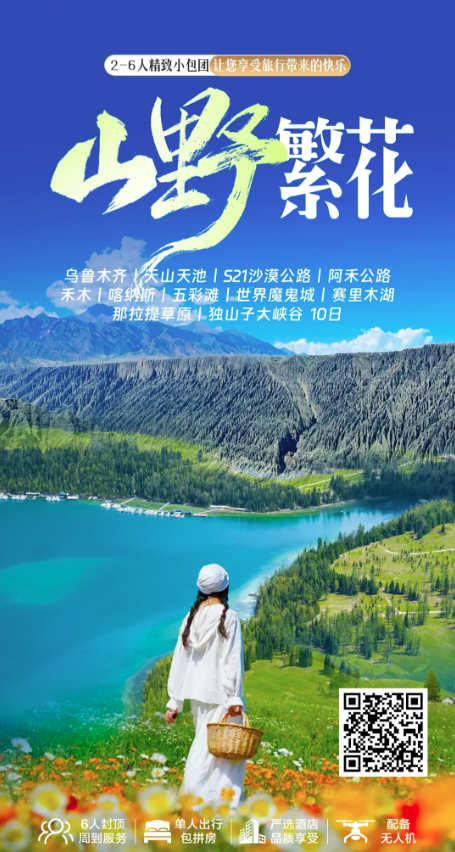 2-6人精致小包团 让您享受旅行带来的快乐
山野繁花
乌鲁木齐丨天山天池丨S21沙漠公路丨阿禾公路
禾木丨喀纳斯丨五彩滩丨世界魔鬼城丨赛里木湖
那拉提草原丨独山子大峡谷 10日
6人封顶 单人出行 严选酒店 配备
周到服务 包拼房 品质享受 无人机